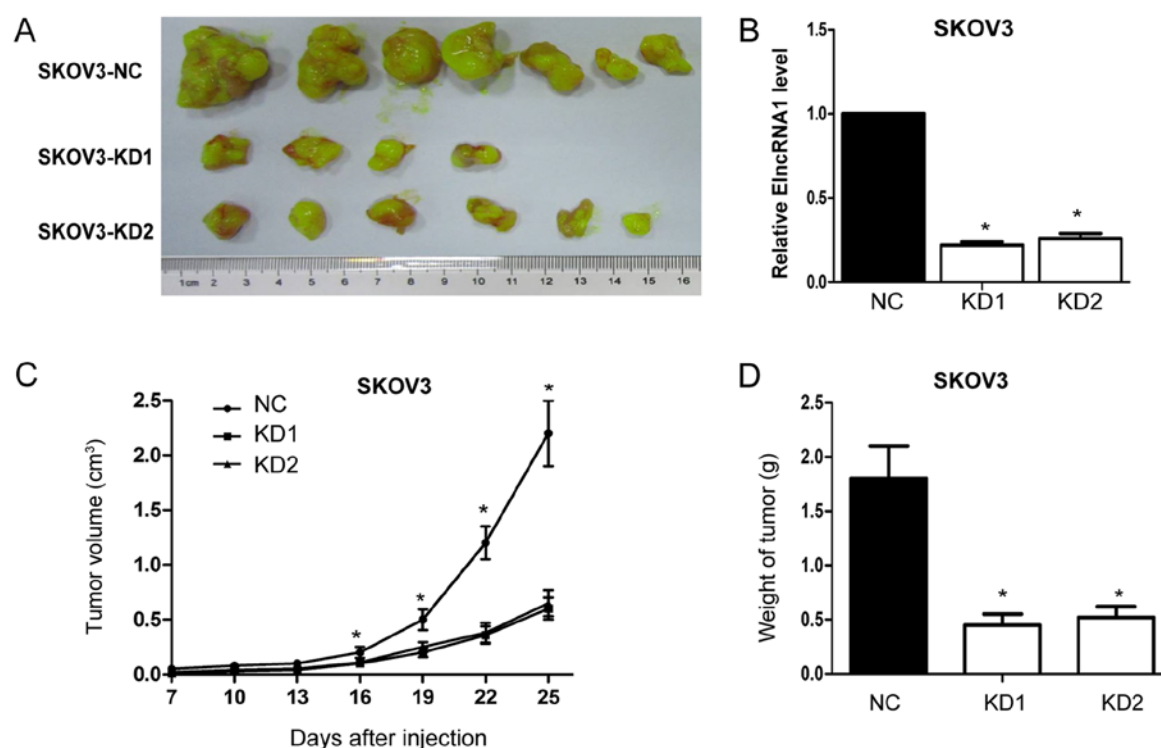 A
SKOV3-NC
SKOV3-KD1
SKOV3-KD2
1cm 2 3 4 5 6 7 8 9 10 11 12 13 14 15 16
B
SKOV3
Relative ElncRNA1 level
1.5
1.0
0.5
0.0
NC KD1 KD2
* *
C
SKOV3
NC
KD1
KD2
Tumor volume (cm³)
2.5
2.0
1.5
1.0
0.5
0.0
* * * *
7 10 13 16 19 22 25
Days after injection
D
SKOV3
Weight of tumor (g)
2.5
2.0
1.5
1.0
0.5
0.0
* *
NC KD1 KD2